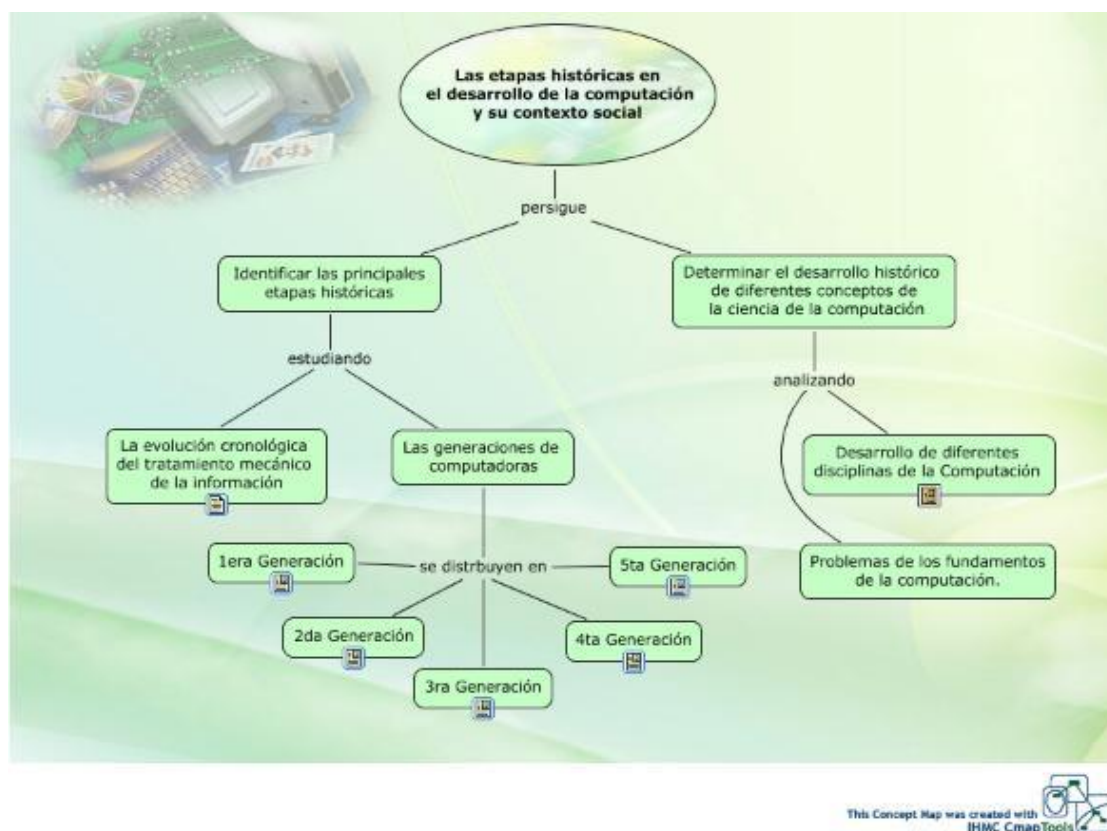 Las etapas históricas en
el desarrollo de la computación
y su contexto social
persigue
Identificar las principales
etapas históricas
Determinar el desarrollo histórico
de diferentes conceptos de
la ciencia de la computación
estudiando
analizando
La evolución cronológica
del tratamiento mecánico
de la información
Las generaciones de
computadoras
Desarrollo de diferentes
disciplinas de la Computación
1era Generación
se distrbuyen en
5ta Generación
Problemas de los fundamentos
de la computación.
2da Generación
4ta Generación
3ra Generación
This Concept Map was created with
IHMC CmapTools